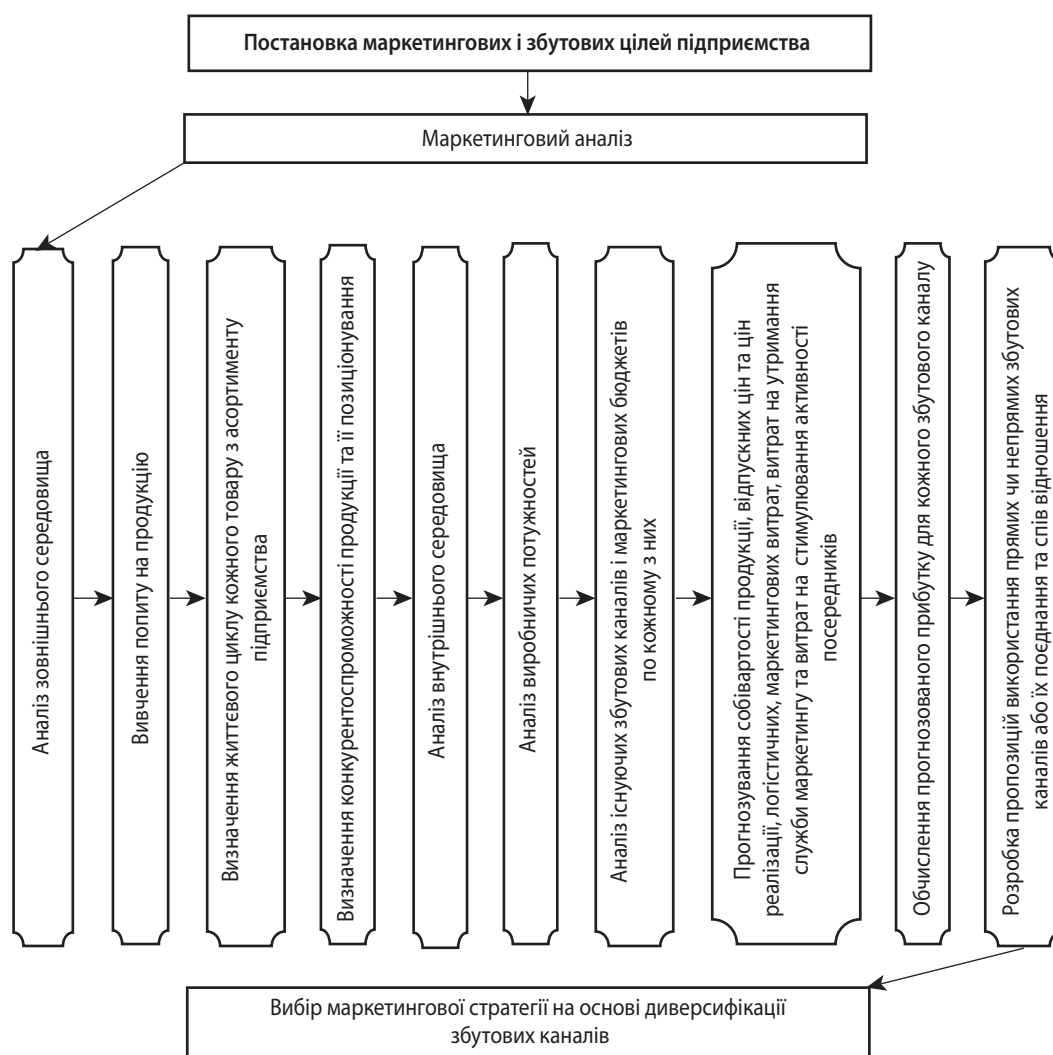 Постановка маркетингових і збутових цілей підприємства
Маркетинговий аналіз
Аналіз зовнішнього середовища
Вивчення попиту на продукцію
Визначення життєвого циклу кожного товару з асортименту
підприємства
Визначення конкурентоспроможності продукції та її позиціонування
Аналіз внутрішнього середовища
Аналіз виробничих потужностей
Аналіз існуючих збутових каналів і маркетингових бюджетів
по кожному з них
Прогнозування собівартості продукції, відпускних цін та цін
реалізації, логістичних, маркетингових витрат, витрат на утримання
служби маркетингу та витрат на стимулювання активності
посередників
Обчислення прогнозованого прибутку для кожного збутового каналу
Розробка пропозицій використання прямих чи непрямих збутових
каналів або їх поєднання та спів відношення
Вибір маркетингової стратегії на основі диверсифікації
збутових каналів